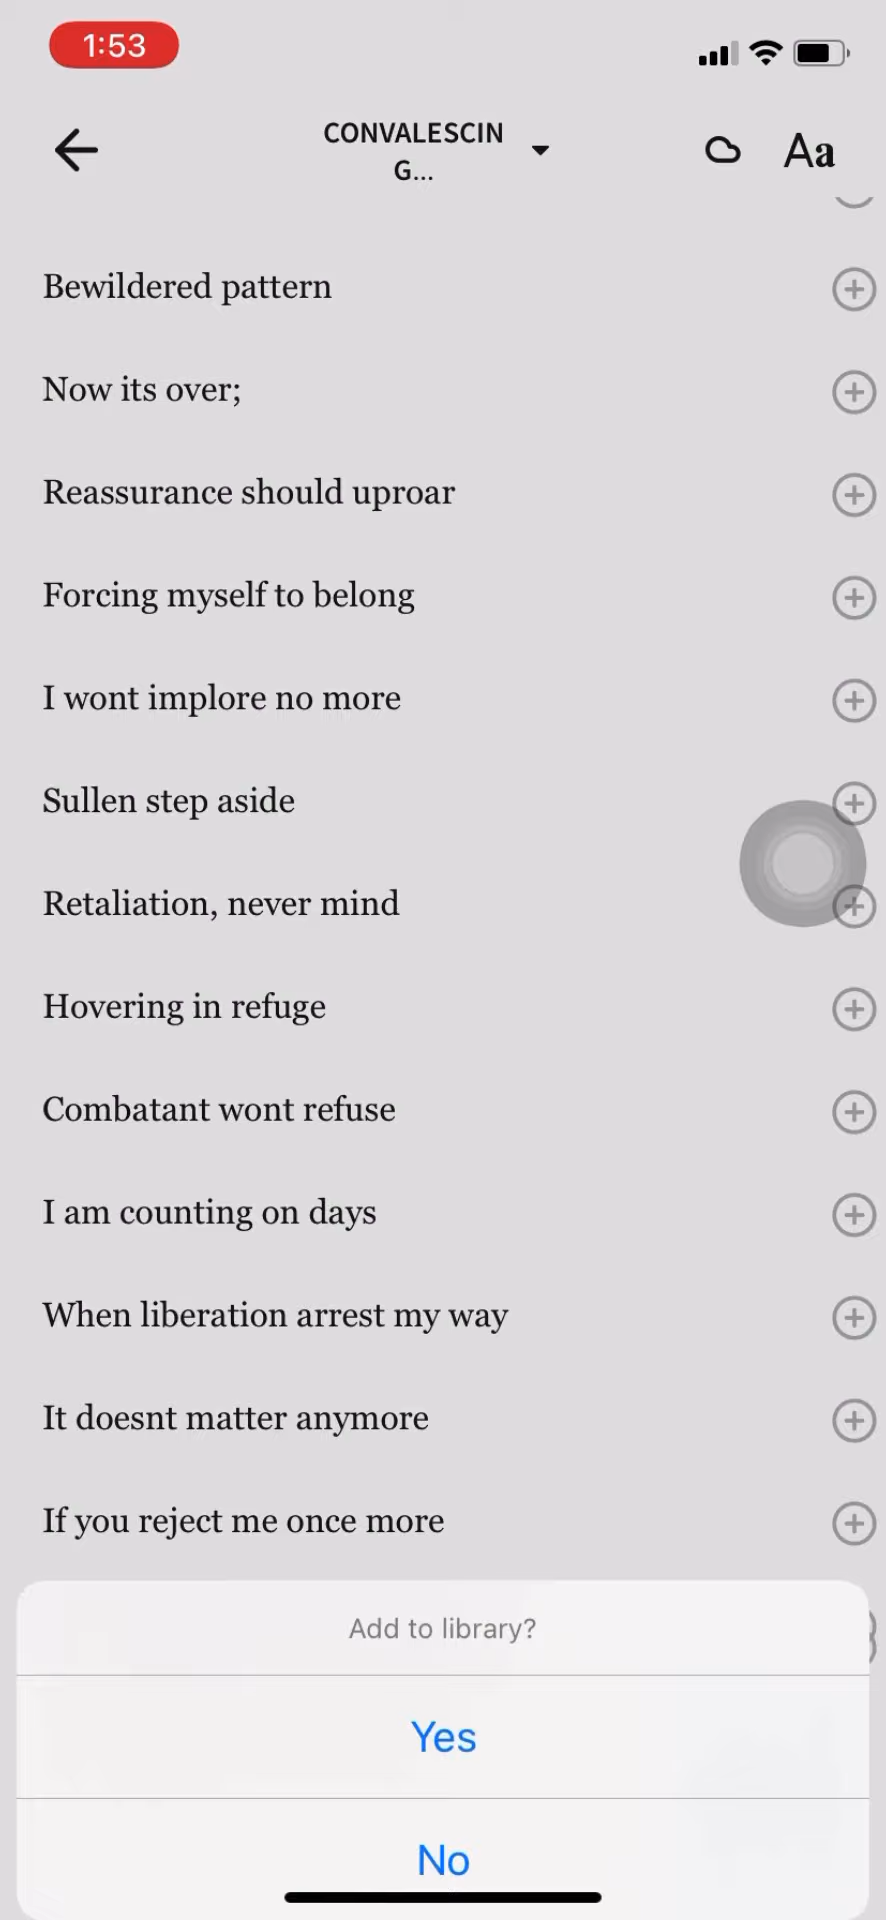 1:53
CONVALESCIN
G...
Aa
Bewildered pattern
Now its over;
Reassurance should uproar
Forcing myself to belong
I wont implore no more
Sullen step aside
Retaliation, never mind
Hovering in refuge
Combatant wont refuse
I am counting on days
When liberation arrest my way
It doesnt matter anymore
If you reject me once more
Add to library?
Yes
No